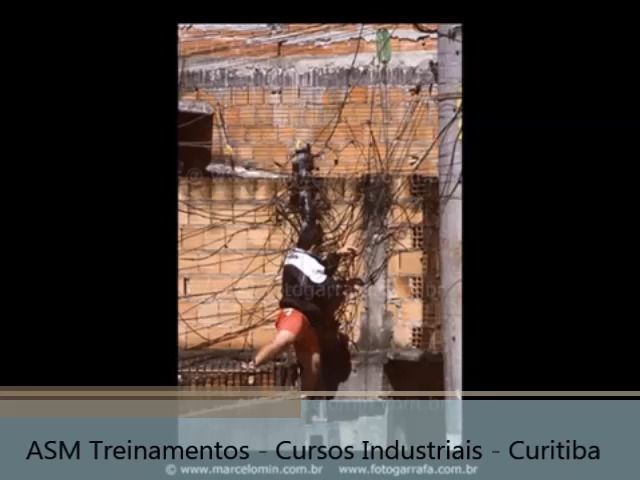 ASM Treinamentos - Cursos Industriais - Curitiba
© www.marcelomin.com.br www.fotogarrafa.com.br